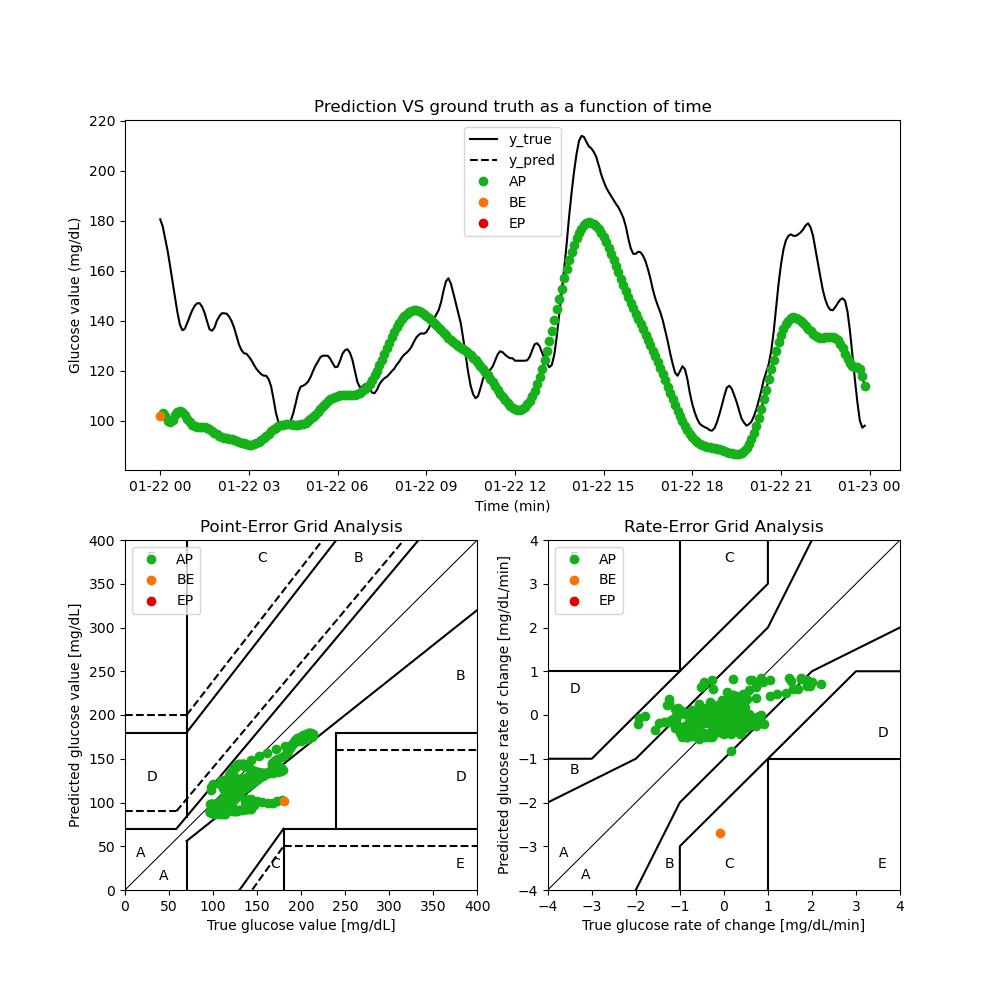 Prediction VS ground truth as a function of time
Glucose value (mg/dL)
220
200
180
160
140
120
100
y_true
y_pred
AP
BE
EP
01-22 00 01-22 03 01-22 06 01-22 09 01-22 12 01-22 15 01-22 18 01-22 21 01-23 00
Time (min)
Point-Error Grid Analysis
Predicted glucose value [mg/dL]
400
350
300
250
200
150
100
50
0
AP
BE
EP
C B
B
D D
A
A C E
0 50 100 150 200 250 300 350 400
True glucose value [mg/dL]
Rate-Error Grid Analysis
Predicted glucose rate of change [mg/dL/min]
4
3
2
1
0
−1
−2
−3
−4
AP
BE
EP
C
D
D
B
A
A B C E
−4 −3 −2 −1 0 1 2 3 4
True glucose rate of change [mg/dL/min]